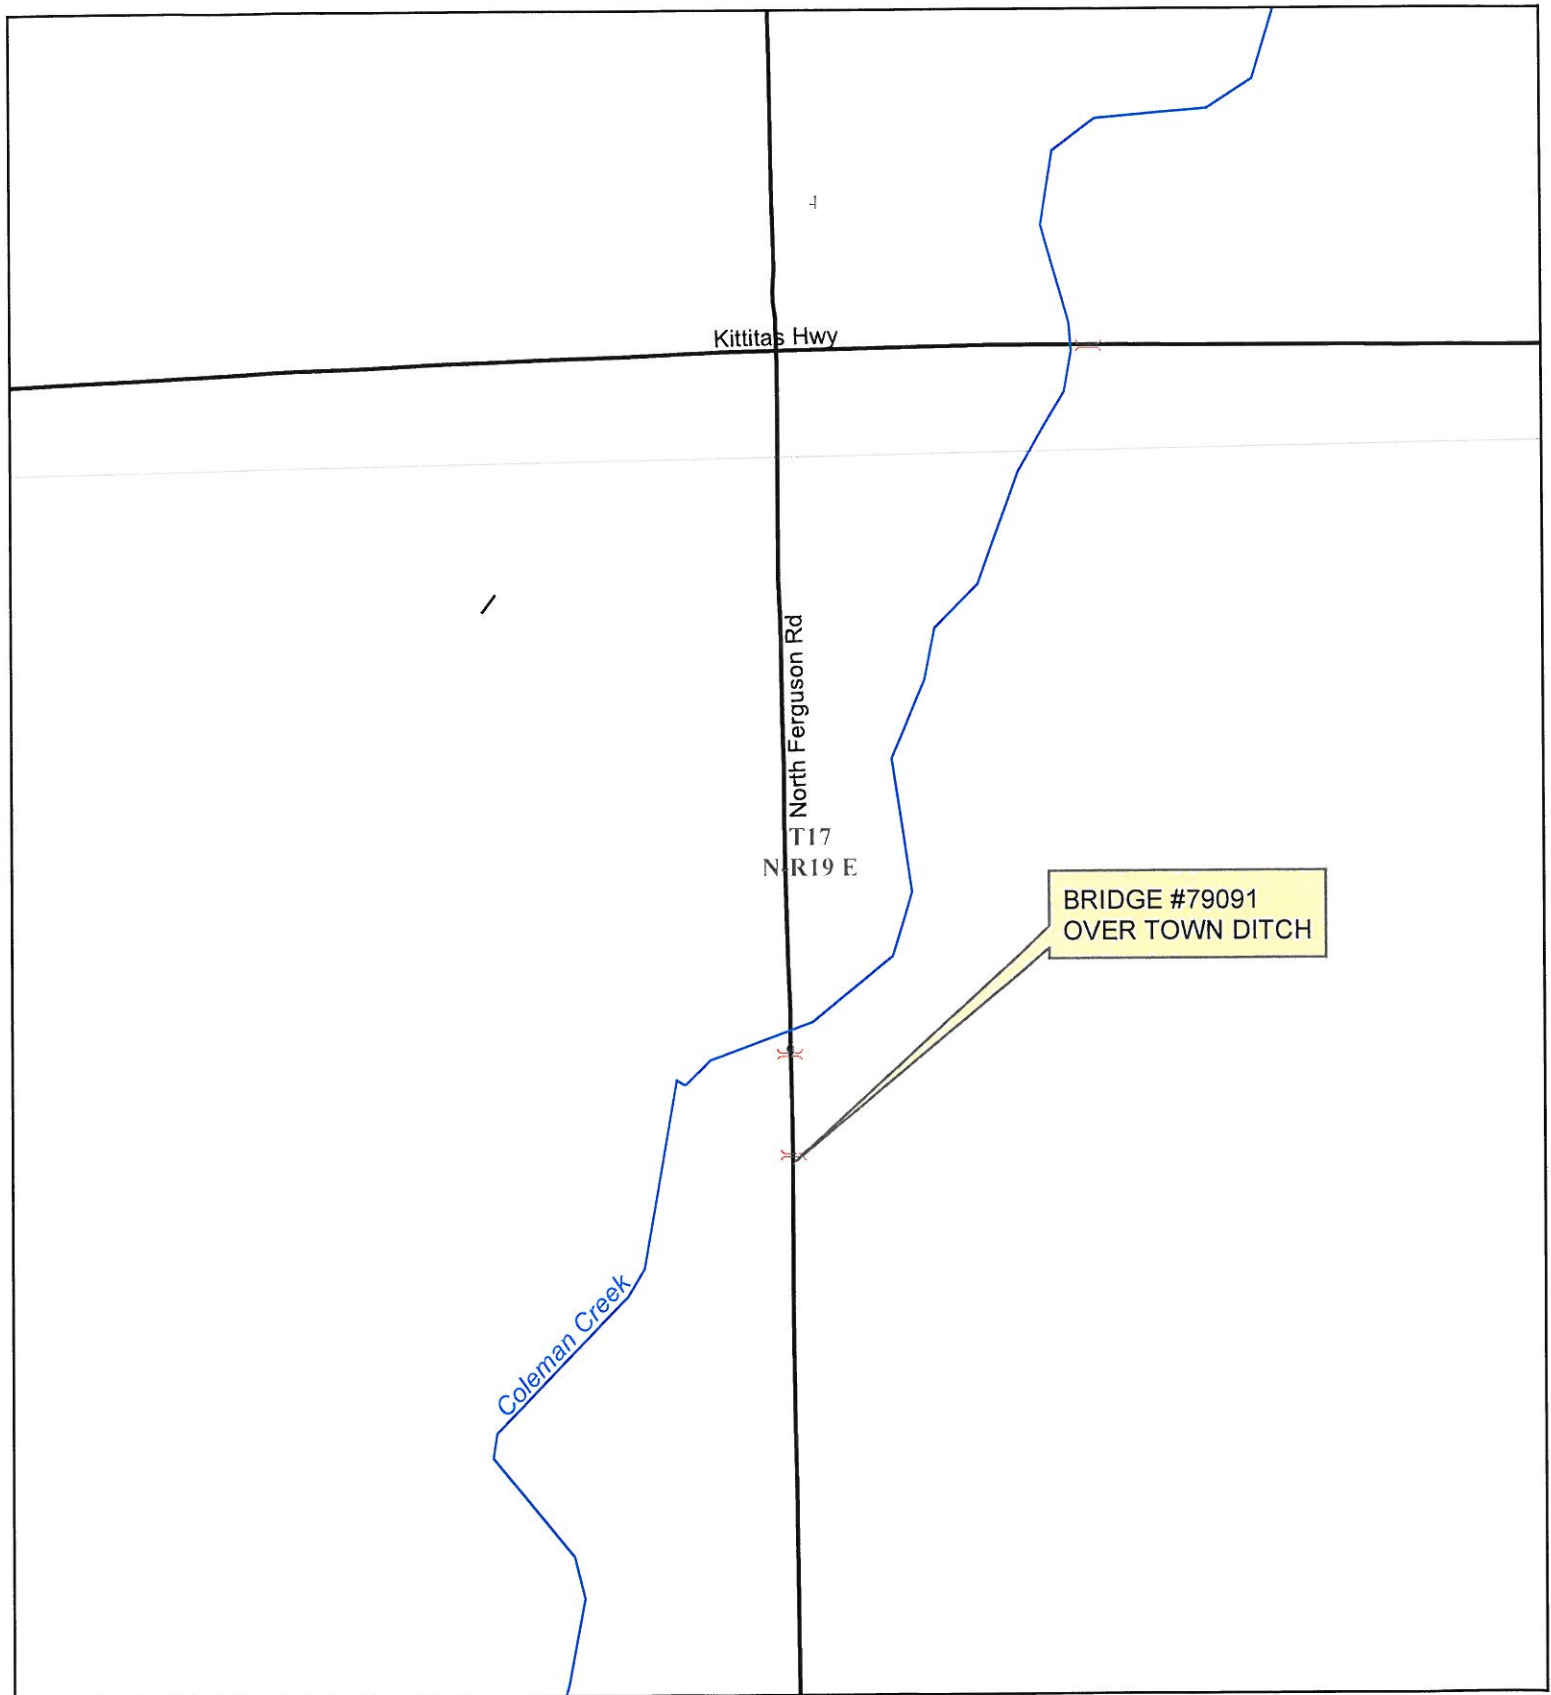 Kittitas Hwy
North Ferguson Rd
T17
N R19 E
BRIDGE #79091
OVER TOWN DITCH
Coleman Creek